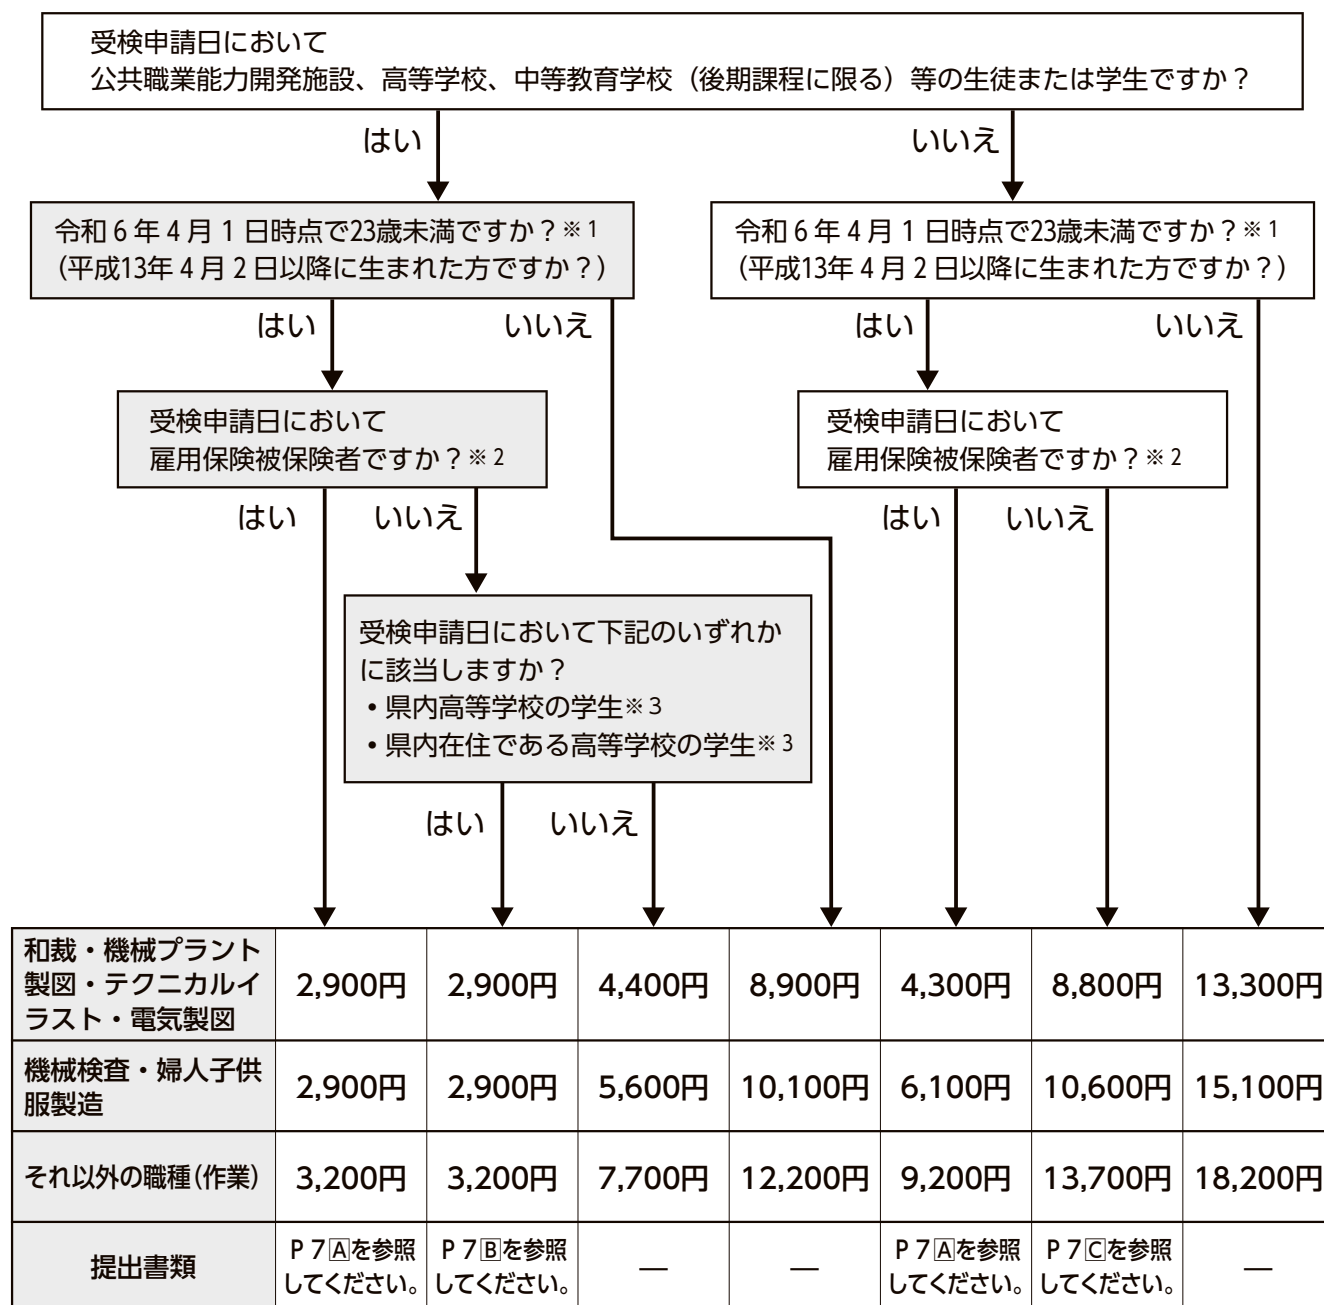 受検申請日において
公共職業能力開発施設、高等学校、中等教育学校（後期課程に限る）等の生徒または学生ですか？
はい
いいえ
令和６年４月１日時点で23歳未満ですか？※1
（平成13年４月２日以降に生まれた方ですか？）
令和６年４月１日時点で23歳未満ですか？※1
（平成13年４月２日以降に生まれた方ですか？）
はい
いいえ
はい
いいえ
受検申請日において
雇用保険被保険者ですか？※2
受検申請日において
雇用保険被保険者ですか？※2
はい
いいえ
はい
いいえ
受検申請日において下記のいずれか
に該当しますか？
・県内高等学校の学生※3
・県内在住である高等学校の学生※3
はい
いいえ
和裁・機械プラント
製図・テクニカルイ
ラスト・電気製図
2,900円 2,900円 4,400円 8,900円 4,300円 8,800円 13,300円
機械検査・婦人子供
服製造
2,900円 2,900円 5,600円 10,100円 6,100円 10,600円 15,100円
それ以外の職種（作業） 3,200円 3,200円 7,700円 12,200円 9,200円 13,700円 18,200円
提出書類
Ｐ７🄰を参照
してください。
Ｐ７🄱を参照
してください。
―
―
Ｐ７🄰を参照
してください。
Ｐ７🄲を参照
してください。
―